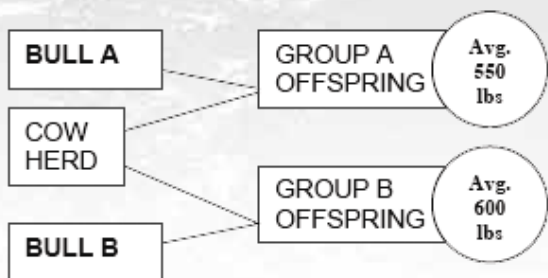 BULL A
GROUP A
OFFSPRING
Avg.
550
lbs
COW
HERD
GROUP B
OFFSPRING
Avg.
600
lbs
BULL B